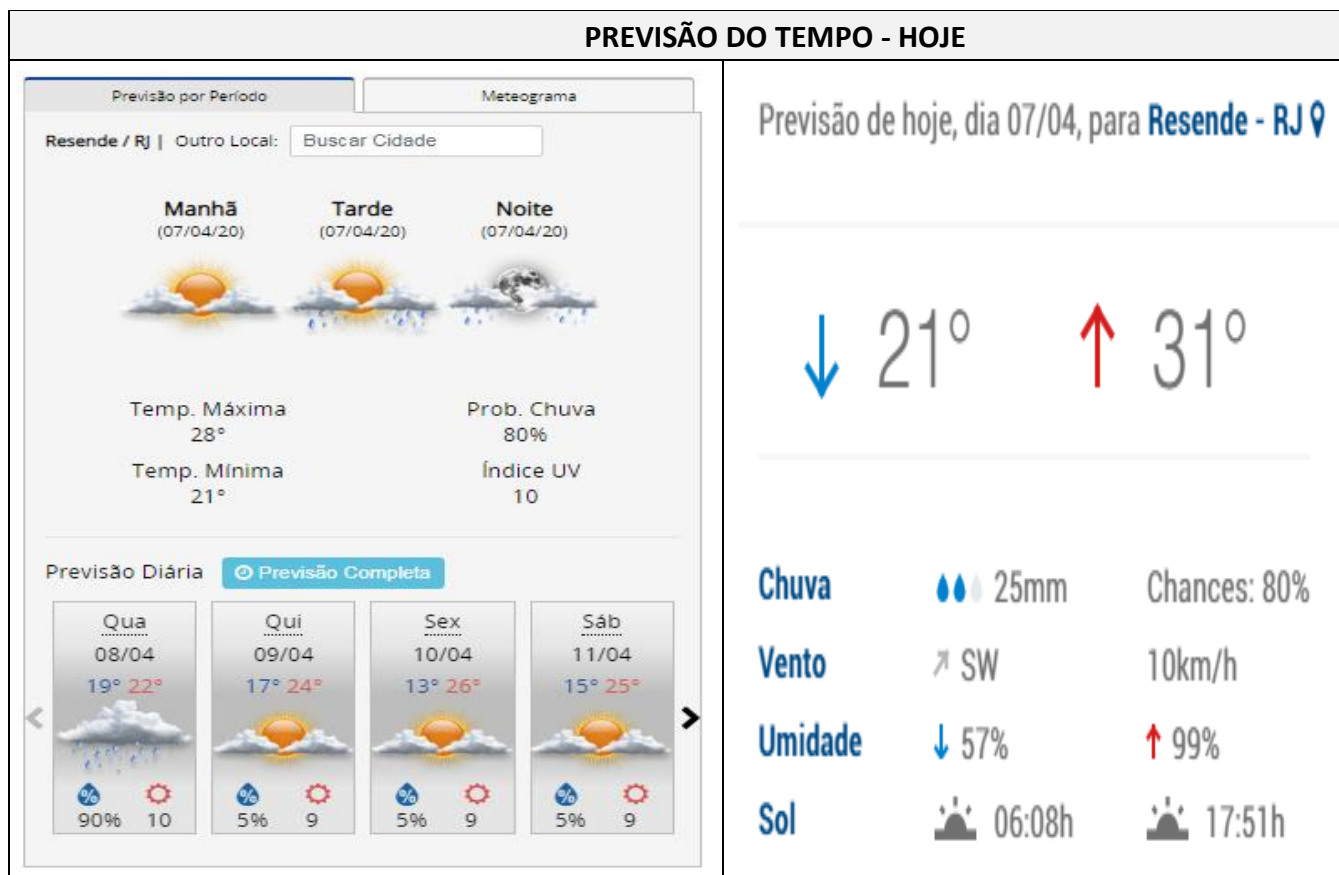 PREVISÃO DO TEMPO - HOJE
Previsão por Período
Meteograma
Resende / RJ | Outro Local: Buscar Cidade
Manhã Tarde Noite
(07/04/20) (07/04/20) (07/04/20)
Temp. Máxima Prob. Chuva
28° 80%
Temp. Mínima Índice UV
21° 10
Previsão Diária Previsão Completa
Qua Qui Sex Sáb
08/04 09/04 10/04 11/04
19° 22° 17° 24° 13° 26° 15° 25°
% % % %
90% 10 5% 9 5% 9 5% 9
Previsão de hoje, dia 07/04, para Resende - RJ
21° 31°
Chuva 25mm Chances: 80%
Vento SW 10km/h
Umidade 57% 99%
Sol 06:08h 17:51h